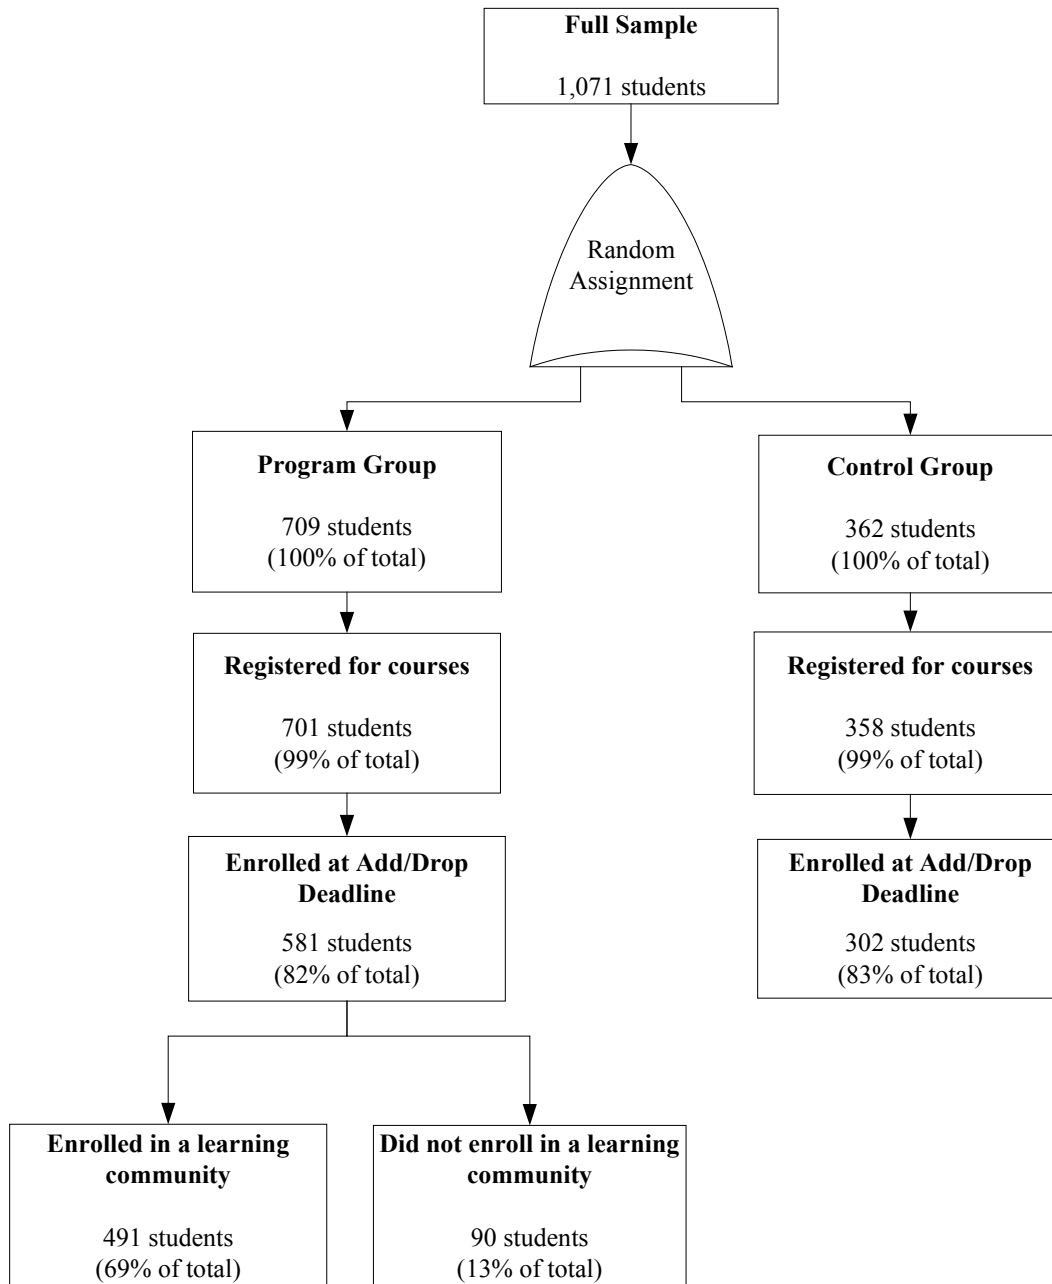 Full Sample
1,071 students
Random
Assignment
Program Group
709 students
(100% of total)
Control Group
362 students
(100% of total)
Registered for courses
701 students
(99% of total)
Registered for courses
358 students
(99% of total)
Enrolled at Add/Drop
Deadline
581 students
(82% of total)
Enrolled at Add/Drop
Deadline
302 students
(83% of total)
Enrolled in a learning
community
491 students
(69% of total)
Did not enroll in a learning
community
90 students
(13% of total)